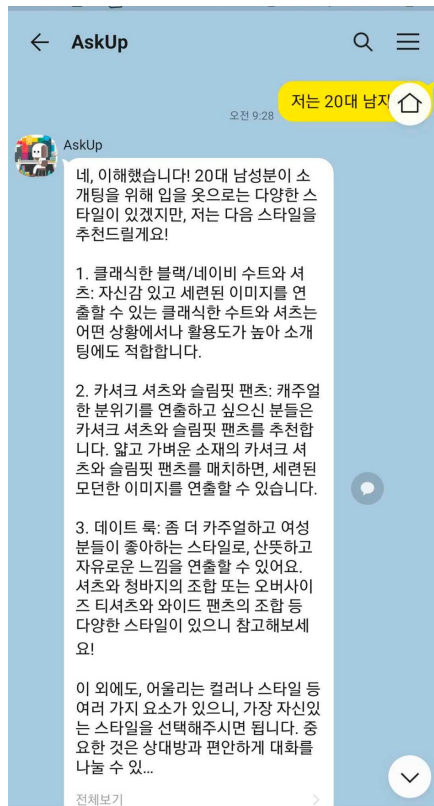 AskUp
저는 20대 남자
오전 9:28
AskUp
네, 이해했습니다! 20대 남성분이 소
개팅을 위해 입을 옷으로는 다양한 스
타일이 있겠지만, 저는 다음 스타일을
추천드릴게요!
1. 클래식한 블랙/네이비 수트와 셔
츠: 자신감 있고 세련된 이미지를 연
출할 수 있는 클래식한 수트와 셔츠는
어떤 상황에서나 활용도가 높아 소개
팅에도 적합합니다.
2. 카셔크 셔츠와 슬림핏 팬츠: 캐주얼
한 분위기를 연출하고 싶으신 분들은
카셔크 셔츠와 슬림핏 팬츠를 추천합
니다. 얇고 가벼운 소재의 카셔크 셔
츠와 슬림핏 팬츠를 매치하면, 세련된
모던한 이미지를 연출할 수 있습니다.
3. 데이트 룩: 좀 더 카주얼하고 여성
분들이 좋아하는 스타일로, 산뜻하고
자유로운 느낌을 연출할 수 있어요.
셔츠와 청바지의 조합 또는 오버사이
즈 티셔츠와 와이드 팬츠의 조합 등
다양한 스타일이 있으니 참고해보세
요!
이 외에도, 어울리는 컬러나 스타일 등
여러 가지 요소가 있으니, 가장 자신있
는 스타일을 선택해주시면 됩니다. 중
요한 것은 상대방과 편안하게 대화를
나눌 수 있...
전체보기